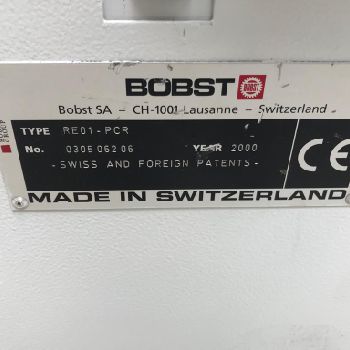 BOBST
Bobst SA - CH-1001 Lausanne - Switzerland
TYPE RE01-PCR
No. 0306 062 06 YEAR 2000
- SWISS AND FOREIGN PATENTS -
CE
MADE IN SWITZERLAND